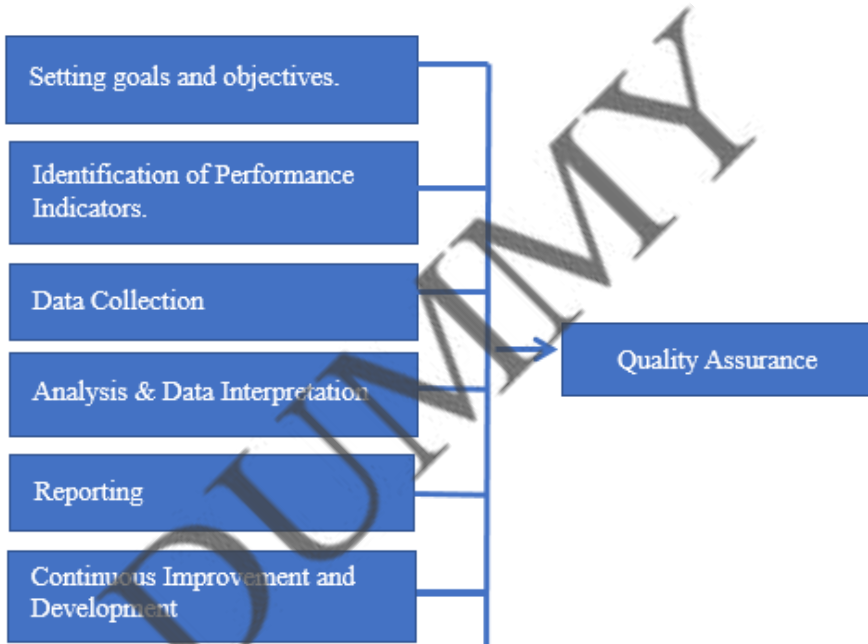 Setting goals and objectives.
Identification of Performance
Indicators.
Data Collection
Analysis & Data Interpretation
Reporting
Continuous Improvement and
Development
Quality Assurance
DUMMY